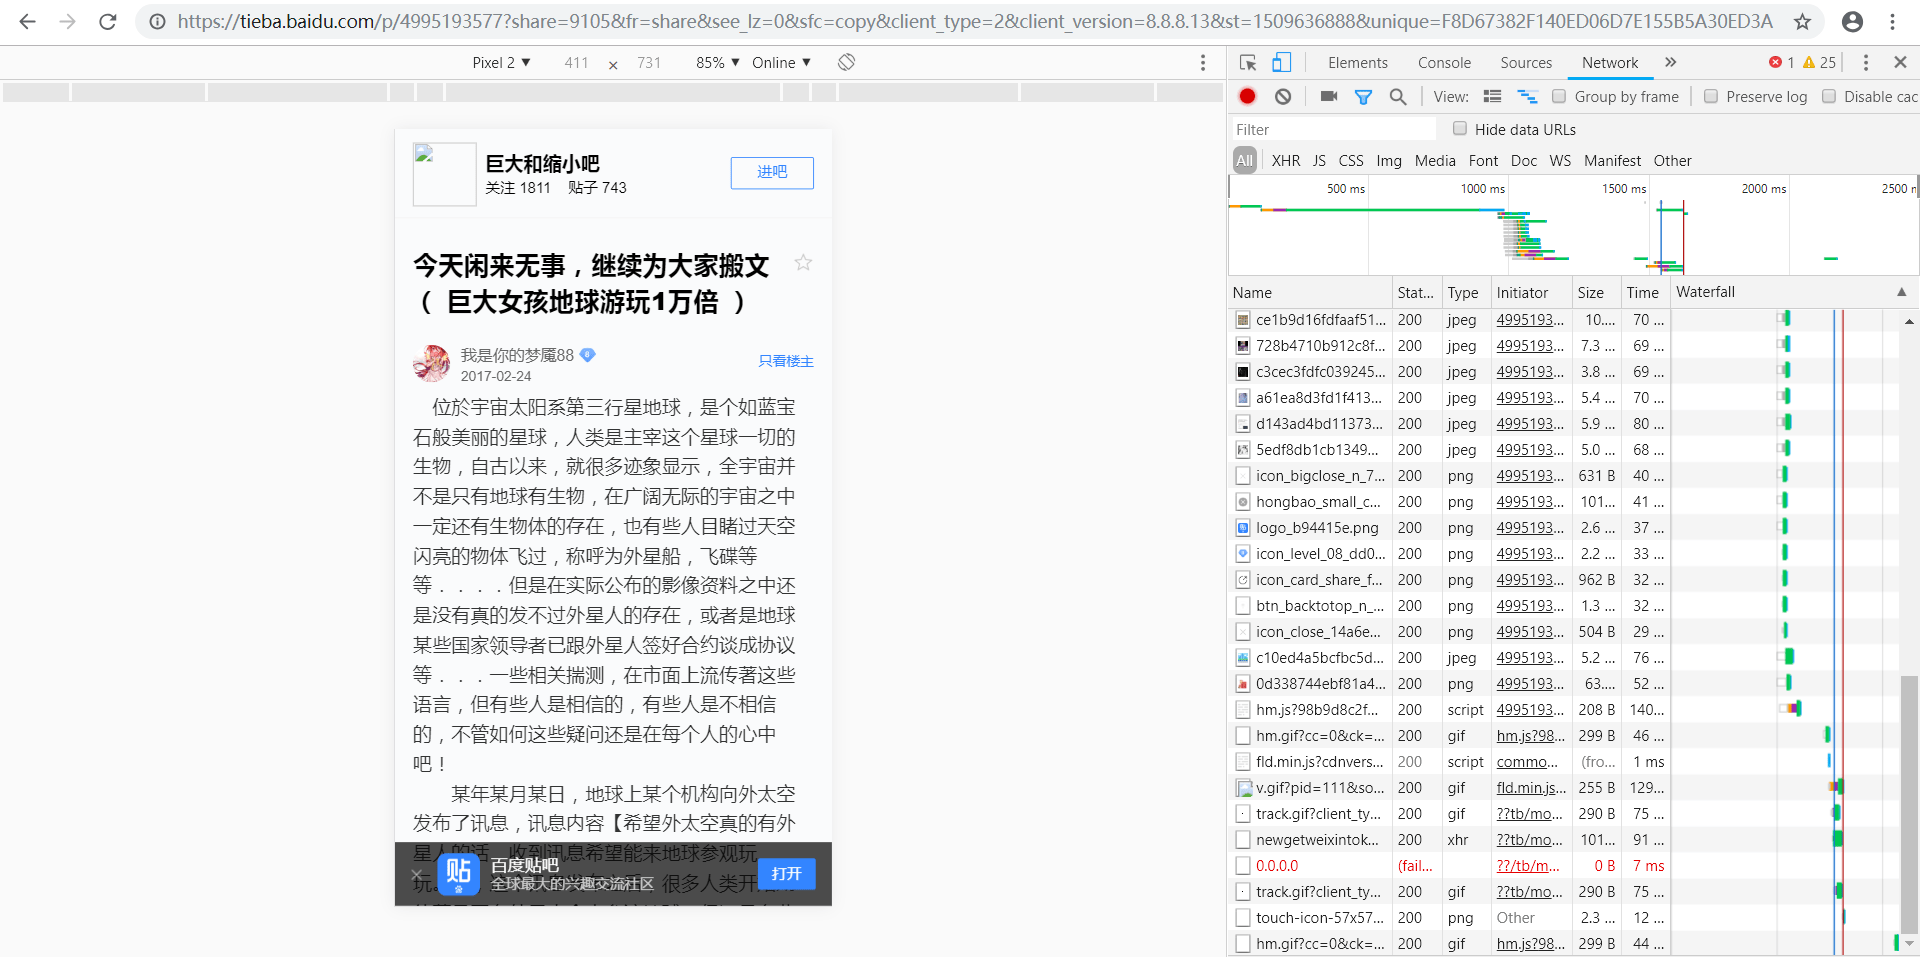 https://tieba.baidu.com/p/4995193577?share=9105&fr=share&see_lz=0&sfc=copy&client_type=2&client_version=8.8.8.13&st=1509636888&unique=F8D67382F140ED06D7E155B5A30ED3A
Pixel 2 ▼ 411 × 731 85% ▼ Online ▼
巨大和缩小吧
关注 1811 贴子 743
进吧
今天闲来无事，继续为大家搬文
（ 巨大女孩地球游玩1万倍 ）
我是你的梦魇88 8
2017-02-24
只看楼主
位於宇宙太阳系第三行星地球，是个如蓝宝
石般美丽的星球，人类是主宰这个星球一切的
生物，自古以来，就很多迹象显示，全宇宙并
不是只有地球有生物，在广阔无际的宇宙之中
一定还有生物体的存在，也有些人目睹过天空
闪亮的物体飞过，称呼为外星船，飞碟等
等．．．．但是在实际公布的影像资料之中还
是没有真的发不过外星人的存在，或者是地球
某些国家领导者已跟外星人签好合约谈成协议
等．．．一些相关揣测，在市面上流传著这些
语言，但有些人是相信的，有些人是不相信
的，不管如何这些疑问还是在每个人的心中
吧！
某年某月某日，地球上某个机构向外太空
发布了讯息，讯息内容【希望外太空真的有外
星人的话，收到讯息希望能来地球参观玩
贴
百度贴吧
全球最大的兴趣交流社区
打开
Elements Console Sources Network » 1 25
View: Group by frame Preserve log Disable cac
Filter Hide data URLs
All XHR JS CSS Img Media Font Doc WS Manifest Other
500 ms 1000 ms 1500 ms 2000 ms 2500 n
Name Stat... Type Initiator Size Time Waterfall ▲
ce1b9d16fdfaaf51... 200 jpeg 4995193... 10.... 70 ...
728b4710b912c8f... 200 jpeg 4995193... 7.3 ... 69 ...
c3cec3fdfc039245... 200 jpeg 4995193... 3.8 ... 69 ...
a61ea8d3fd1f413... 200 jpeg 4995193... 5.4 ... 70 ...
d143ad4bd11373... 200 jpeg 4995193... 5.9 ... 80 ...
5edf8db1cb1349... 200 jpeg 4995193... 5.0 ... 68 ...
icon_bigclose_n_7... 200 png 4995193... 631 B 40 ...
hongbao_small_c... 200 png 4995193... 101... 41 ...
logo_b94415e.png 200 png 4995193... 2.6 ... 37 ...
icon_level_08_dd0... 200 png 4995193... 2.2 ... 33 ...
icon_card_share_f... 200 png 4995193... 962 B 32 ...
btn_backtotop_n_... 200 png 4995193... 1.3 ... 32 ...
icon_close_14a6e... 200 png 4995193... 504 B 29 ...
c10ed4a5bcfbc5d... 200 jpeg 4995193... 5.2 ... 76 ...
0d338744ebf81a4... 200 png 4995193... 63.... 52 ...
hm.js?98b9d8c2f... 200 script 4995193... 208 B 140...
hm.gif?cc=0&ck=... 200 gif hm.js?98... 299 B 46 ...
fld.min.js?cdnvers... 200 script commo... (fro... 1 ms
v.gif?pid=111&so... 200 gif fld.min.js... 255 B 129...
track.gif?client_ty... 200 gif ??tb/mo... 290 B 75 ...
newgetweixintok... 200 xhr ??tb/mo... 101... 91 ...
0.0.0.0 (fail... ??/tb/m... 0 B 7 ms
track.gif?client_ty... 200 gif ??tb/mo... 290 B 75 ...
touch-icon-57x57... 200 png Other 2.3 ... 12 ...
hm.gif?cc=0&ck=... 200 gif hm.js?98... 299 B 44 ...